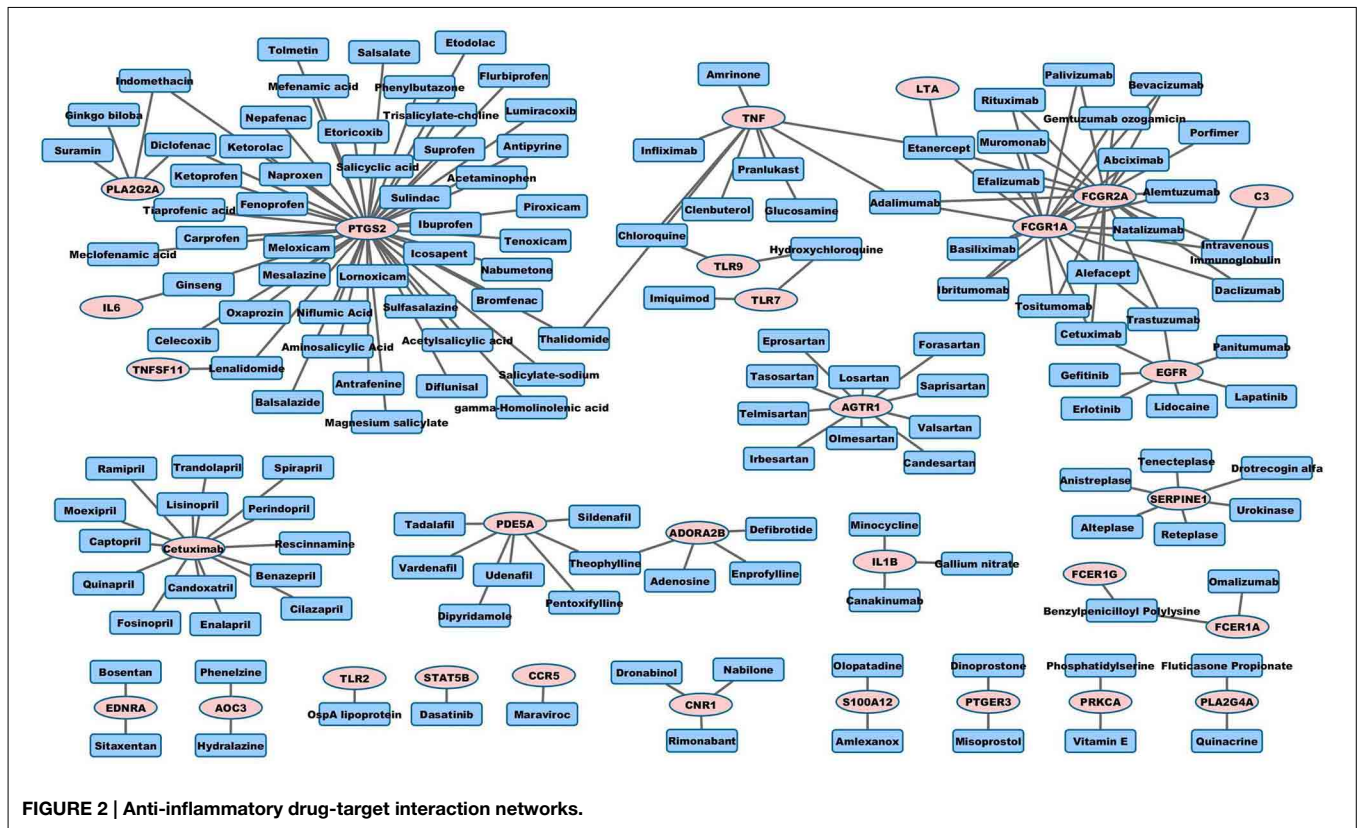 Tolmetin
Salsalate
Etodolac
Indomethacin
Mefenamic acid
Phenylbutazone
Flurbiprofen
Ginkgo biloba
Nepafenac
Trisalicylate-choline
Lumiracoxib
Etoricoxib
Suramin
Diclofenac
Ketorolac
Suprofen
Antipyrine
Salicyclic acid
PLA2G2A
Ketoprofen
Naproxen
Acetaminophen
Sulindac
Tiaprofenic acid
Fenoprofen
Piroxicam
PTGS2
Ibuprofen
Carprofen
Tenoxicam
Meclofenamic acid
Meloxicam
Icosapent
Mesalazine
Lornoxicam
Nabumetone
Ginseng
IL6
Oxaprozin
Niflumic Acid
Sulfasalazine
Bromfenac
Celecoxib
Aminosalicylic Acid
Acetylsalicylic acid
Thalidomide
TNFSF11
Lenalidomide
Antrafenine
Diflunisal
Salicylate-sodium
Balsalazide
Magnesium salicylate
gamma-Homolinolenic acid
Amrinone
TNF
Infliximab
Pranlukast
Clenbuterol
Glucosamine
Chloroquine
Hydroxychloroquine
TLR9
Imiquimod
TLR7
LTA
Etanercept
Adalimumab
Palivizumab
Bevacizumab
Rituximab
Gemtuzumab ozogamicin
Muromonab
Porfimer
Abciximab
Efalizumab
FCGR2A
Alemtuzumab
C3
FCGR1A
Natalizumab
Basiliximab
Intravenous
Immunoglobulin
Alefacept
Ibritumomab
Daclizumab
Tositumomab
Trastuzumab
Cetuximab
Panitumumab
Gefitinib
EGFR
Erlotinib
Lidocaine
Lapatinib
Eprosartan
Forasartan
Tasosartan
Losartan
Saprisartan
Telmisartan
AGTR1
Valsartan
Olmesartan
Irbesartan
Candesartan
Ramipril
Trandolapril
Spirapril
Moexipril
Lisinopril
Perindopril
Captopril
Cetuximab
Rescinnamine
Quinapril
Candoxatril
Benazepril
Cilazapril
Fosinopril
Enalapril
Tadalafil
PDE5A
Sildenafil
Vardenafil
Udenafil
Theophylline
Dipyridamole
Pentoxifylline
ADORA2B
Defibrotide
Adenosine
Enprofylline
Minocycline
IL1B
Gallium nitrate
Canakinumab
Tenecteplase
Drotrecogin alfa
Anistreplase
SERPINE1
Urokinase
Alteplase
Reteplase
FCER1G
Omalizumab
Benzylpenicilloyl Polylysine
FCER1A
Bosentan
EDNRA
Sitaxentan
Phenelzine
AOC3
Hydralazine
TLR2
OspA lipoprotein
STAT5B
Dasatinib
CCR5
Maraviroc
Dronabinol
Nabilone
CNR1
Rimonabant
Olopatadine
S100A12
Amlexanox
Dinoprostone
PTGER3
Misoprostol
Phosphatidylserine
PRKCA
Vitamin E
Fluticasone Propionate
PLA2G4A
Quinacrine
FIGURE 2 | Anti-inflammatory drug-target interaction networks.